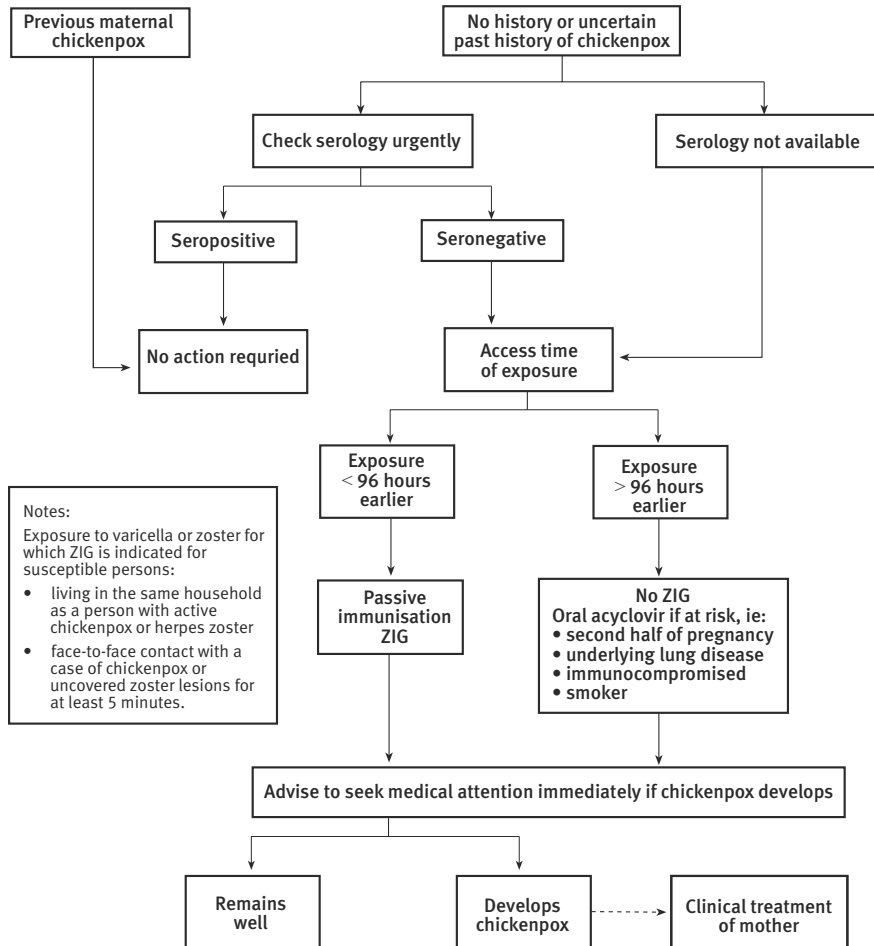 Previous maternal
chickenpox
No history or uncertain
past history of chickenpox
Check serology urgently
Serology not available
Seropositive
Seronegative
No action requried
Access time
of exposure
Exposure
< 96 hours
earlier
Exposure
> 96 hours
earlier
Notes:
Exposure to varicella or zoster for
which ZIG is indicated for
susceptible persons:
• living in the same household
as a person with active
chickenpox or herpes zoster
• face-to-face contact with a
case of chickenpox or
uncovered zoster lesions for
at least 5 minutes.
Passive
immunisation
ZIG
No ZIG
Oral acyclovir if at risk, ie:
• second half of pregnancy
• underlying lung disease
• immunocompromised
• smoker
Advise to seek medical attention immediately if chickenpox develops
Remains
well
Develops
chickenpox
Clinical treatment
of mother